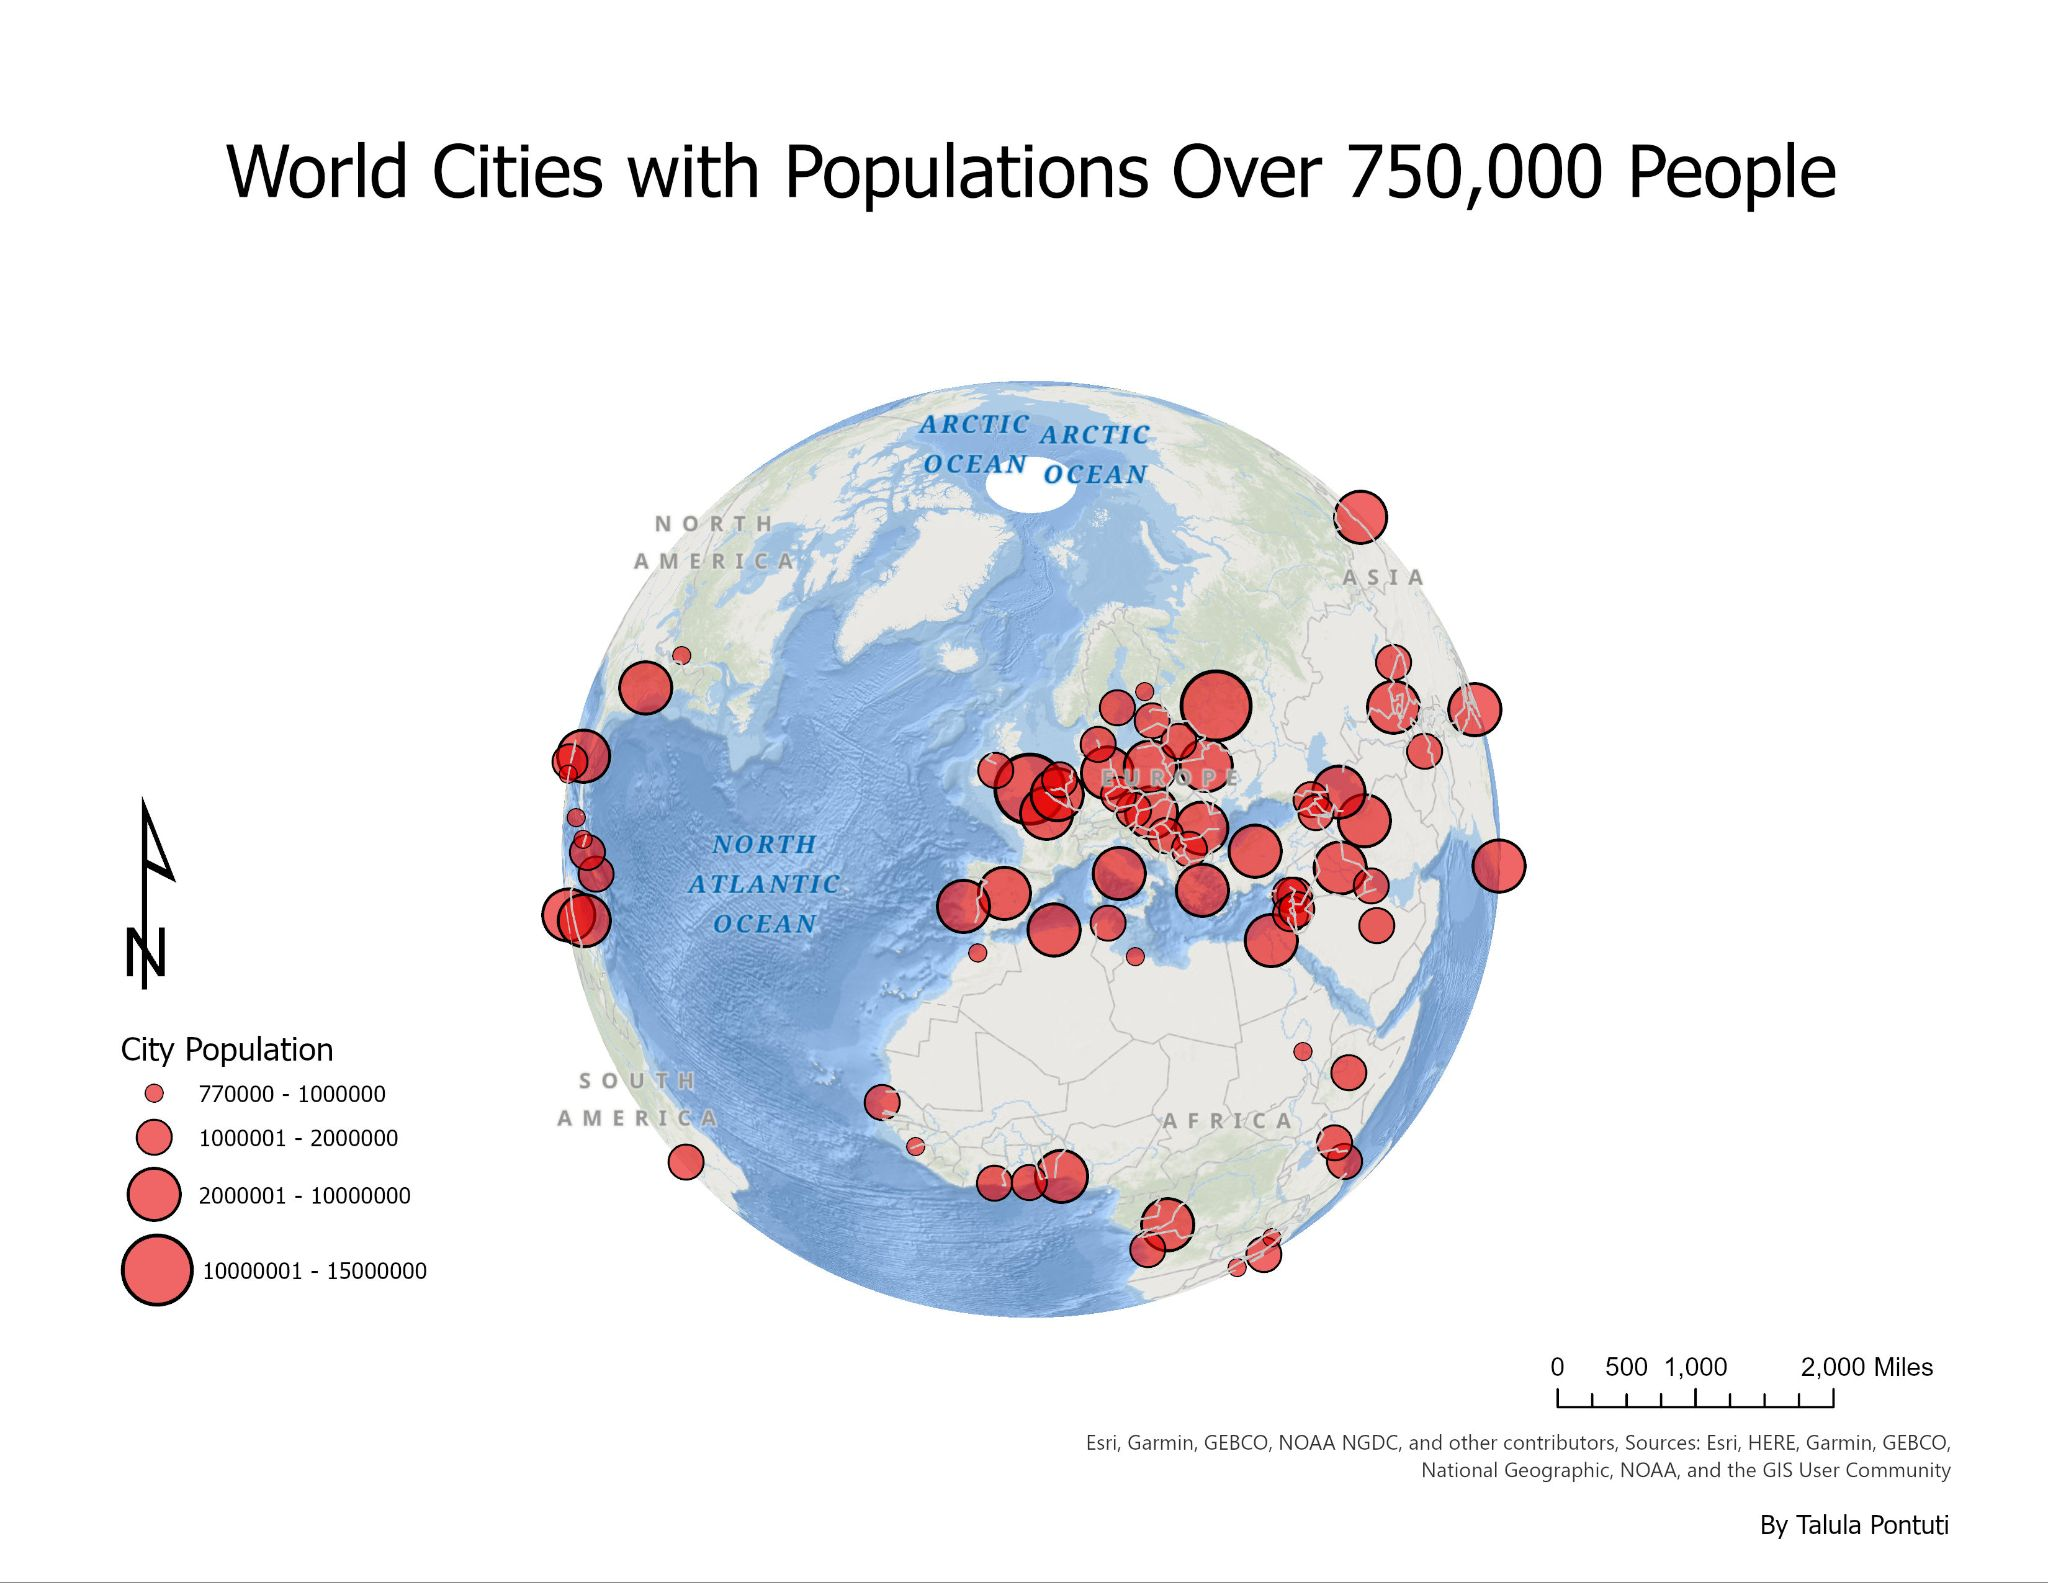 World Cities with Populations Over 750,000 People
ARCTIC
OCEAN
ARCTIC
OCEAN
NORTH
AMERICA
ASIA
EUROPE
NORTH
ATLANTIC
OCEAN
N
SOUTH
AMERICA
AFRICA
City Population
770000 - 1000000
1000001 - 2000000
2000001 - 10000000
10000001 - 15000000
0 500 1,000 2,000 Miles
Esri, Garmin, GEBCO, NOAA NGDC, and other contributors, Sources: Esri, HERE, Garmin, GEBCO,
National Geographic, NOAA, and the GIS User Community
By Talula Pontuti